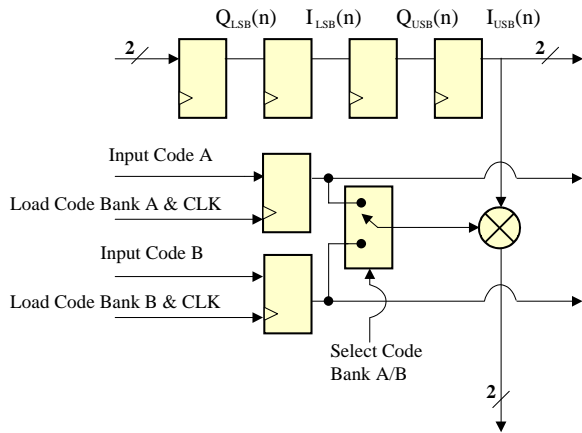 Q_LSB(n) I_LSB(n) Q_USB(n) I_USB(n)
2 2
Input Code A
Load Code Bank A & CLK
Input Code B
Load Code Bank B & CLK
Select Code
Bank A/B
2